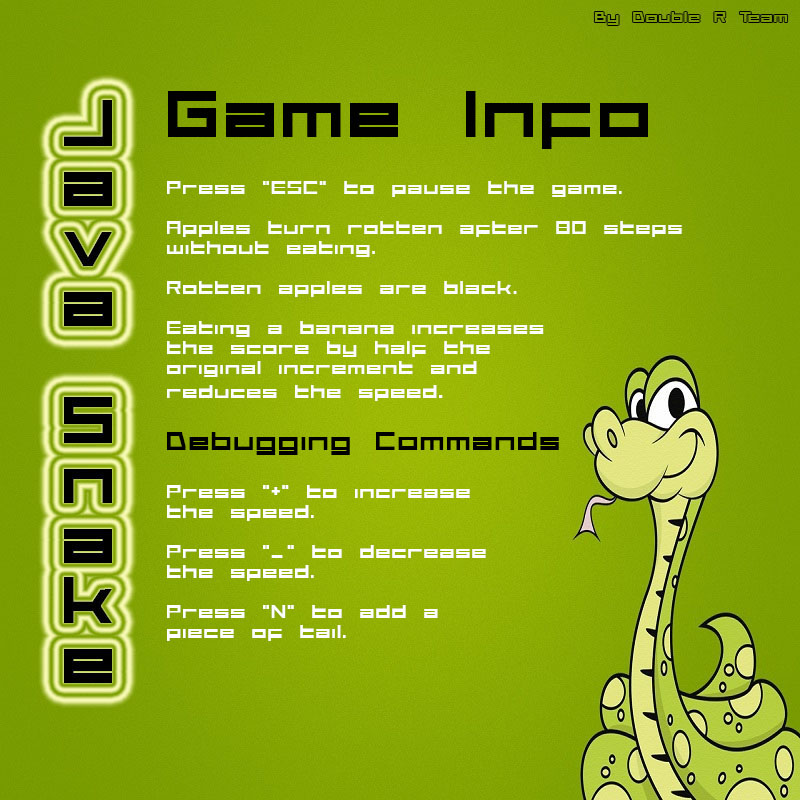 By Double R Team
Java Snake
Game Info
Press "ESC" to pause the game.
Apples turn rotten after 80 steps
without eating.
Rotten apples are black.
Eating a banana increases
the score by half the
original increment and
reduces the speed.
Debugging Commands
Press "+" to increase
the speed.
Press "_" to decrease
the speed.
Press "N" to add a
piece of tail.